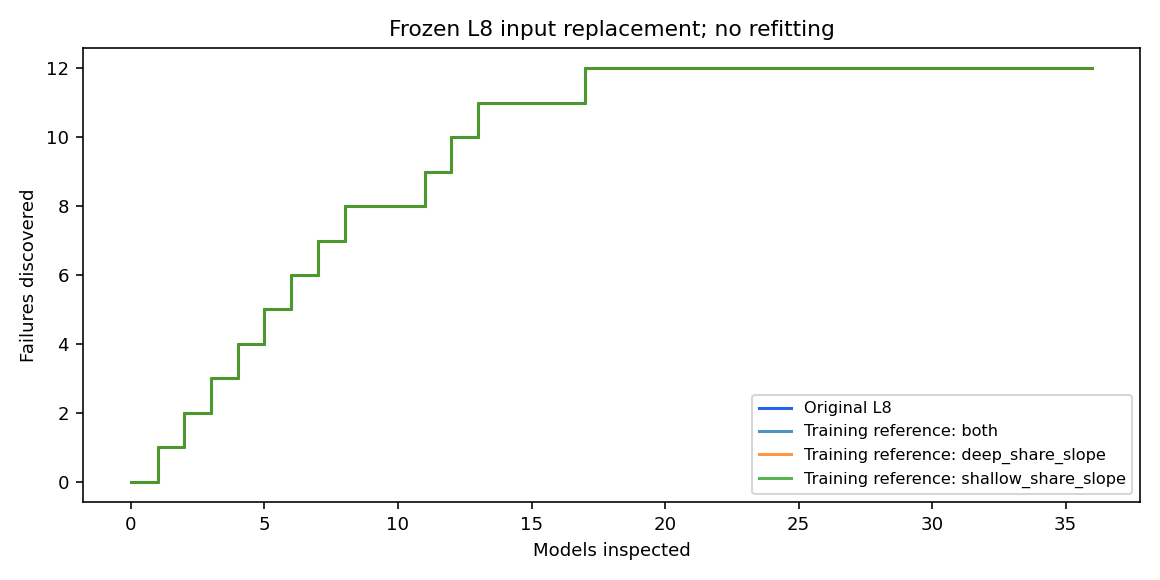 Frozen L8 input replacement; no refitting
Failures discovered
12
10
8
6
4
2
0
Original L8
Training reference: both
Training reference: deep_share_slope
Training reference: shallow_share_slope
0 5 10 15 20 25 30 35
Models inspected